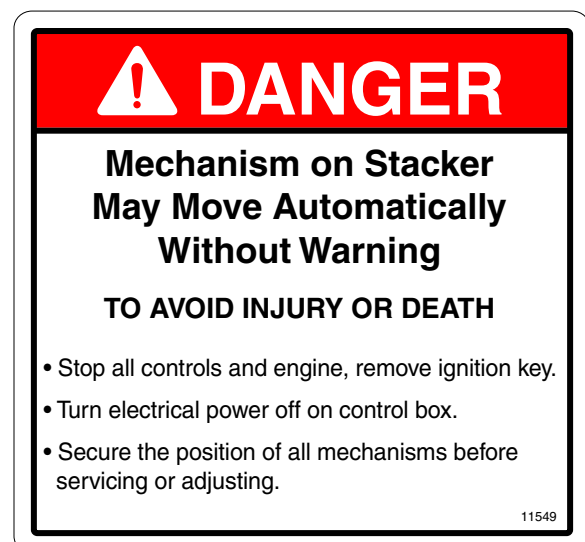 DANGER
Mechanism on Stacker
May Move Automatically
Without Warning
TO AVOID INJURY OR DEATH
• Stop all controls and engine, remove ignition key.
• Turn electrical power off on control box.
• Secure the position of all mechanisms before
servicing or adjusting.
11549